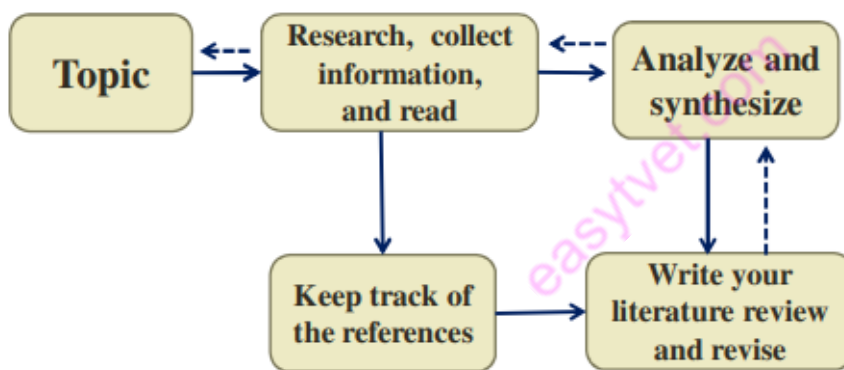 Topic
Research, collect
information,
and read
Analyze and
synthesize
Keep track of
the references
Write your
literature review
and revise
easytvet.com